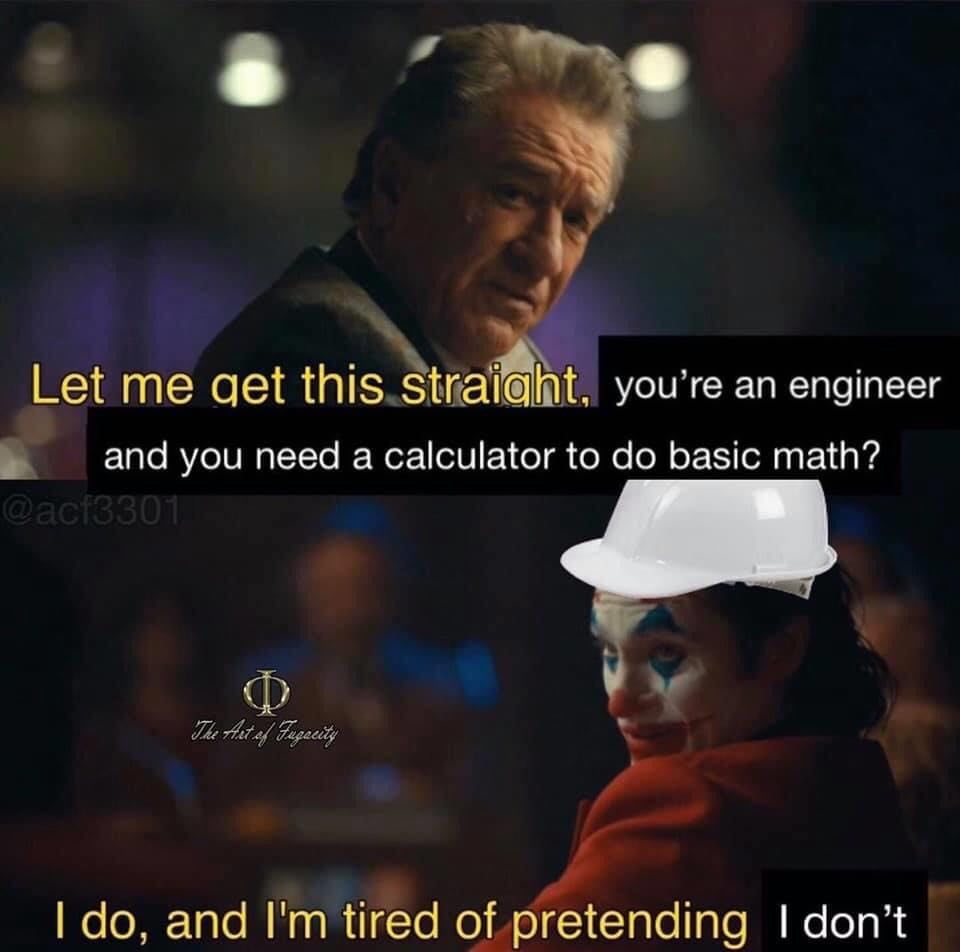 Let me get this straight, you’re an engineer
and you need a calculator to do basic math?
@acf3301
Φ
The Art of Fugacity
I do, and I'm tired of pretending I don’t